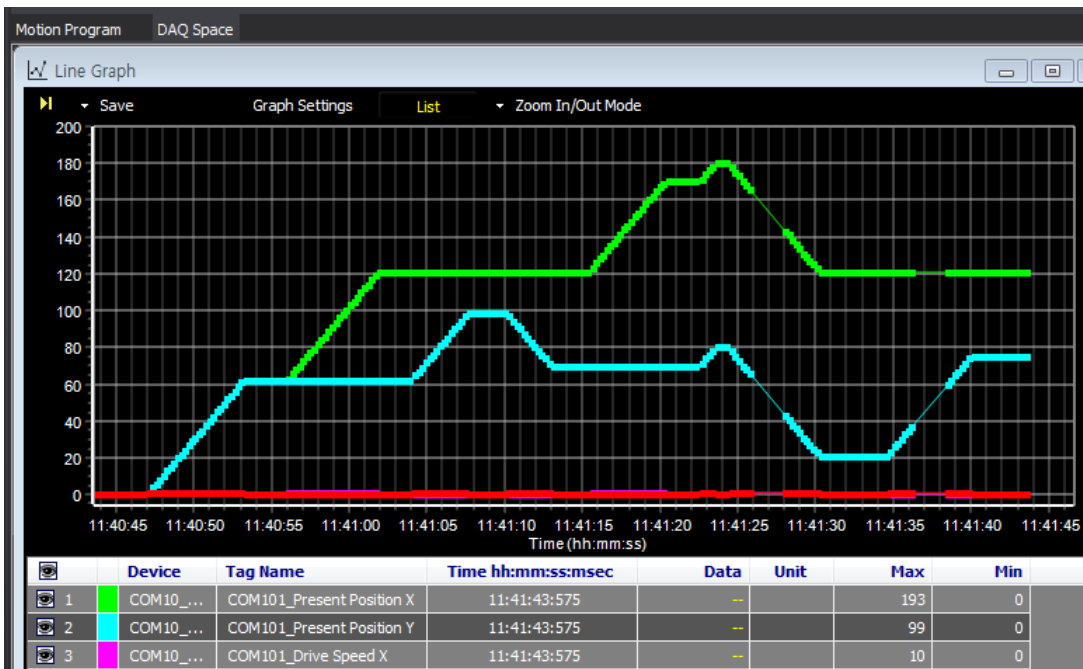 Motion Program DAQ Space
Line Graph
Save Graph Settings List Zoom In/Out Mode
200
180
160
140
120
100
80
60
40
20
0
11:40:45 11:40:50 11:40:55 11:41:00 11:41:05 11:41:10 11:41:15 11:41:20 11:41:25 11:41:30 11:41:35 11:41:40 11:41:45
Time(hh:mm:ss)
Device Tag Name Time hh:mm:ss:msec Data Unit Max Min
1 COM10_... COM101_Present Position X 11:41:43:575 -- 193 0
2 COM10_... COM101_Present Position Y 11:41:43:575 -- 99 0
3 COM10_... COM101_Drive Speed X 11:41:43:575 -- 10 0